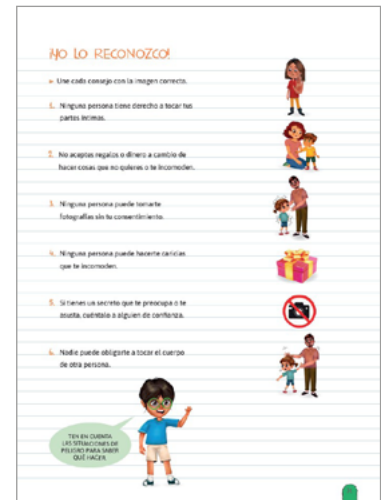 ¡YO LO RECONOZCO!
Une cada consejo con la imagen correcta.
1. Ninguna persona tiene derecho a tocar tus
partes íntimas.
2. No aceptes regalos o dinero a cambio de
hacer cosas que no quieres o te incomoden.
3. Ninguna persona puede tomarte
fotografías sin tu consentimiento.
4. Ninguna persona puede hacerte caricias
que te incomoden.
5. Si tienes un secreto que te preocupa o te
asusta, cuéntalo a alguien de confianza.
6. Nadie puede obligarte a tocar el cuerpo
de otra persona.
TEN EN CUENTA
LAS SITUACIONES DE
PELIGRO PARA SABER
QUÉ HACER.